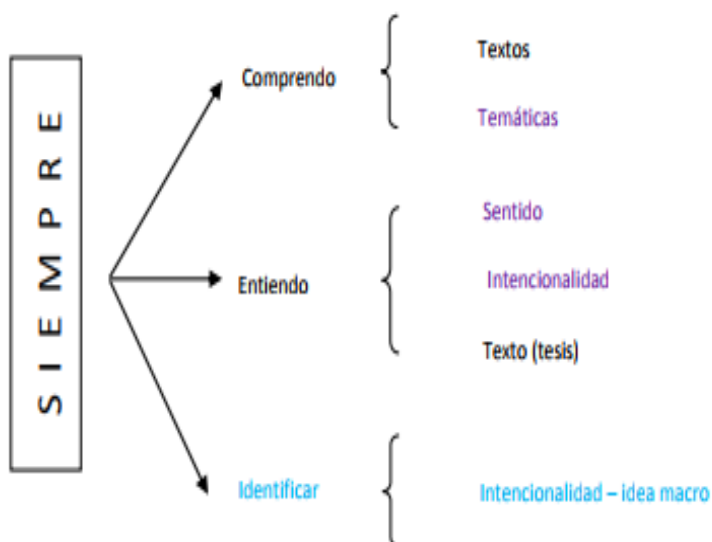 SIEMPRE
Comprendo
Textos
Temáticas
Entiendo
Sentido
Intencionalidad
Texto (tesis)
Identificar
Intencionalidad – idea macro